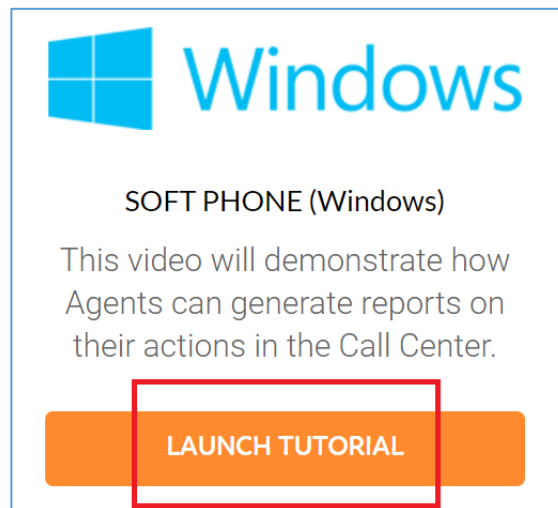 Windows
SOFT PHONE (Windows)
This video will demonstrate how
Agents can generate reports on
their actions in the Call Center.
LAUNCH TUTORIAL